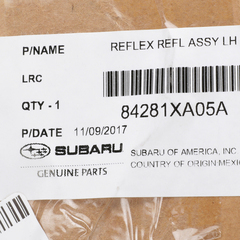 P/NAME REFLEX REFL ASSY LH
LRC
QTY - 1 84281XA05A
P/DATE 11/09/2017
SUBARU SUBARU OF AMERICA, INC
GENUINE PARTS COUNTRY OF ORIGIN:MEXI